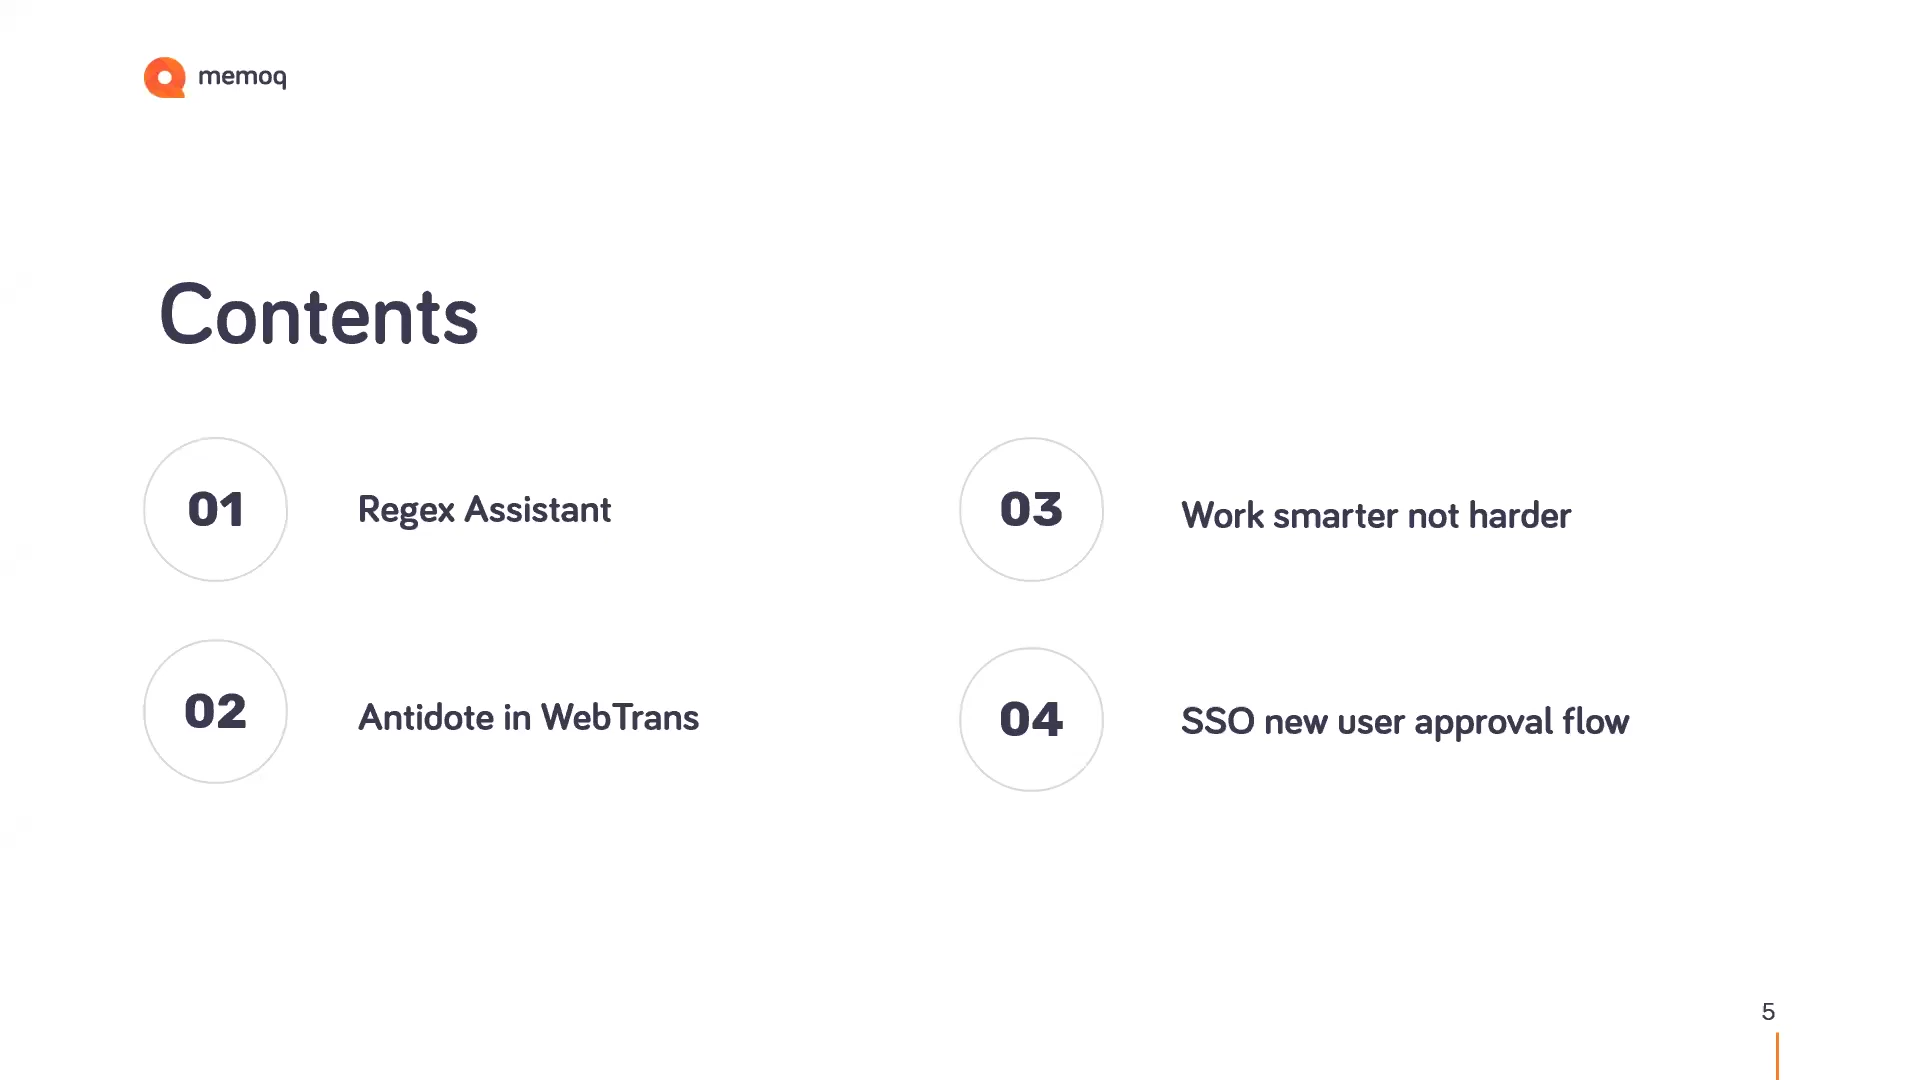 memoq
Contents
01
Regex Assistant
02
Antidote in WebTrans
03
Work smarter not harder
04
SSO new user approval flow
5